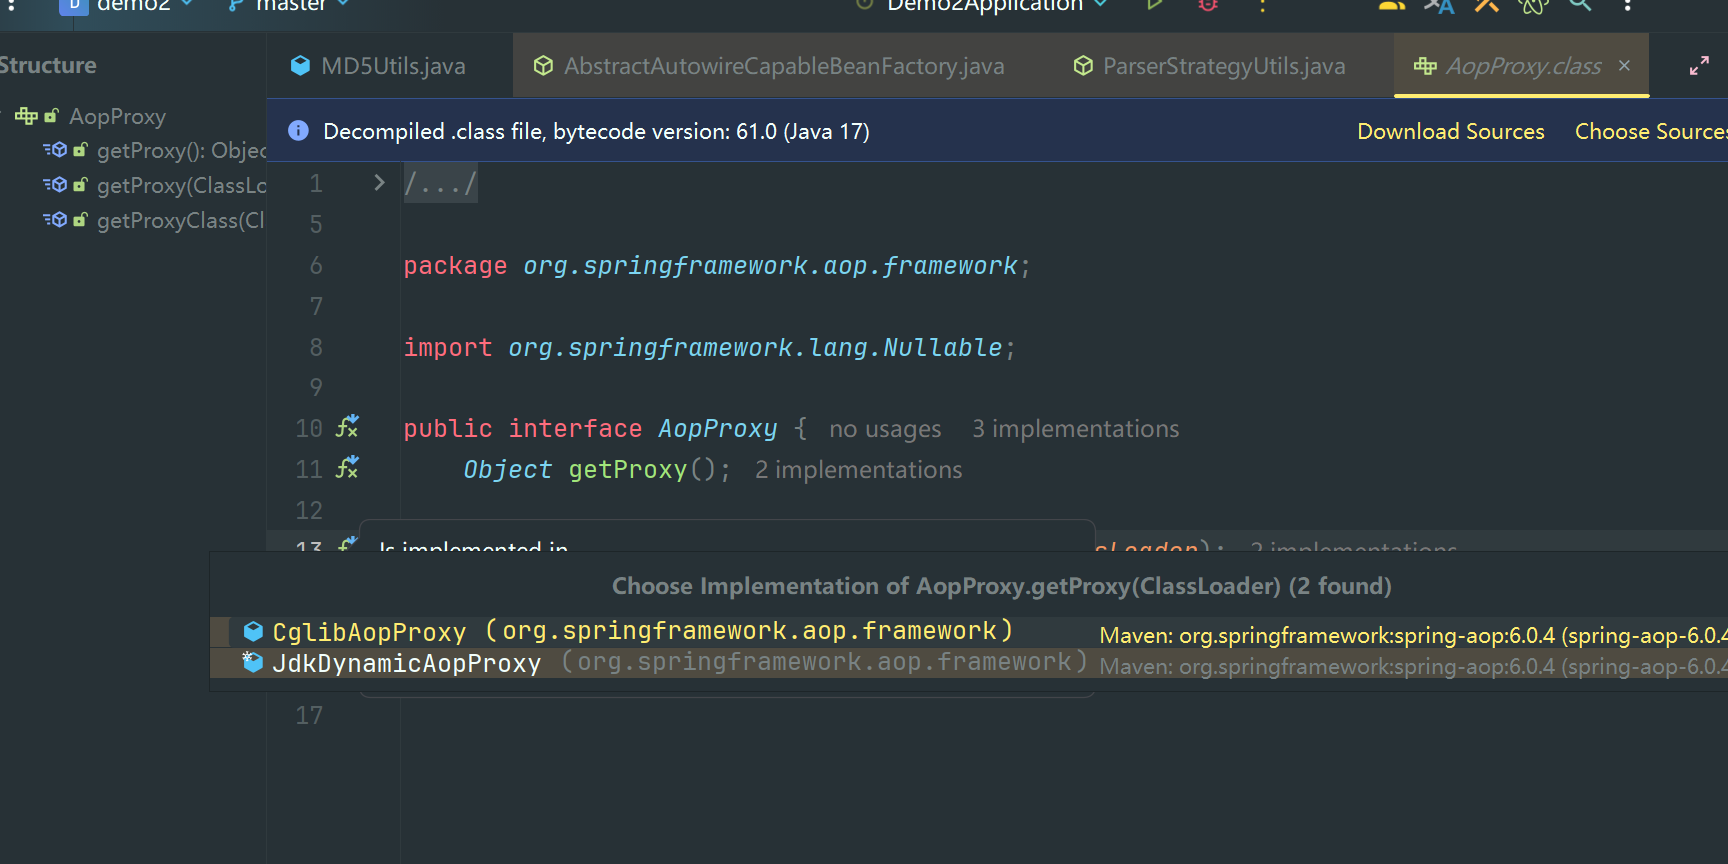 demo2
master
Demo2Application
Structure
MD5Utils.java
AbstractAutowireCapableBeanFactory.java
ParserStrategyUtils.java
AopProxy.class
AopProxy
getProxy(): Objec
getProxy(ClassLo
getProxyClass(Cl
Decompiled .class file, bytecode version: 61.0 (Java 17)
Download Sources
Choose Sources
1 /.../
5
6 package org.springframework.aop.framework;
7
8 import org.springframework.lang.Nullable;
9
10 public interface AopProxy { no usages 3 implementations
11 Object getProxy(); 2 implementations
12
13 Is implemented in sLoader); 2 implementations
Choose Implementation of AopProxy.getProxy(ClassLoader) (2 found)
CglibAopProxy (org.springframework.aop.framework) Maven: org.springframework:spring-aop:6.0.4 (spring-aop-6.0.4
JdkDynamicAopProxy (org.springframework.aop.framework) Maven: org.springframework:spring-aop:6.0.4 (spring-aop-6.0.4
17